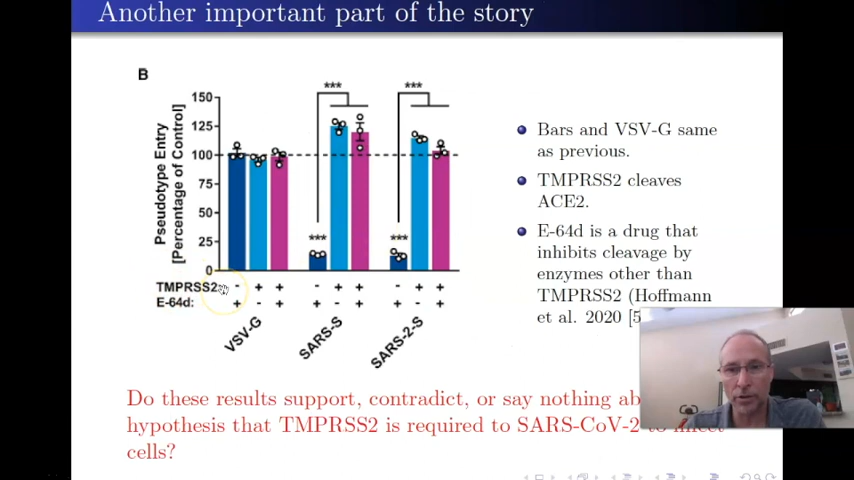 Another important part of the story
B
150
125
100
75
50
25
0
Pseudotype Entry
[Percentage of Control]
***
***
***
***
TMPRSS2: - + + - + + - + +
E-64d: + - + + - + + - +
VSV-G
SARS-S
SARS-2-S
Bars and VSV-G same
as previous.
TMPRSS2 cleaves
ACE2.
E-64d is a drug that
inhibits cleavage by
enzymes other than
TMPRSS2 (Hoffmann
et al. 2020 [5
Do these results support, contradict, or say nothing
hypothesis that TMPRSS2 is required to SARS-CoV-2
cells?